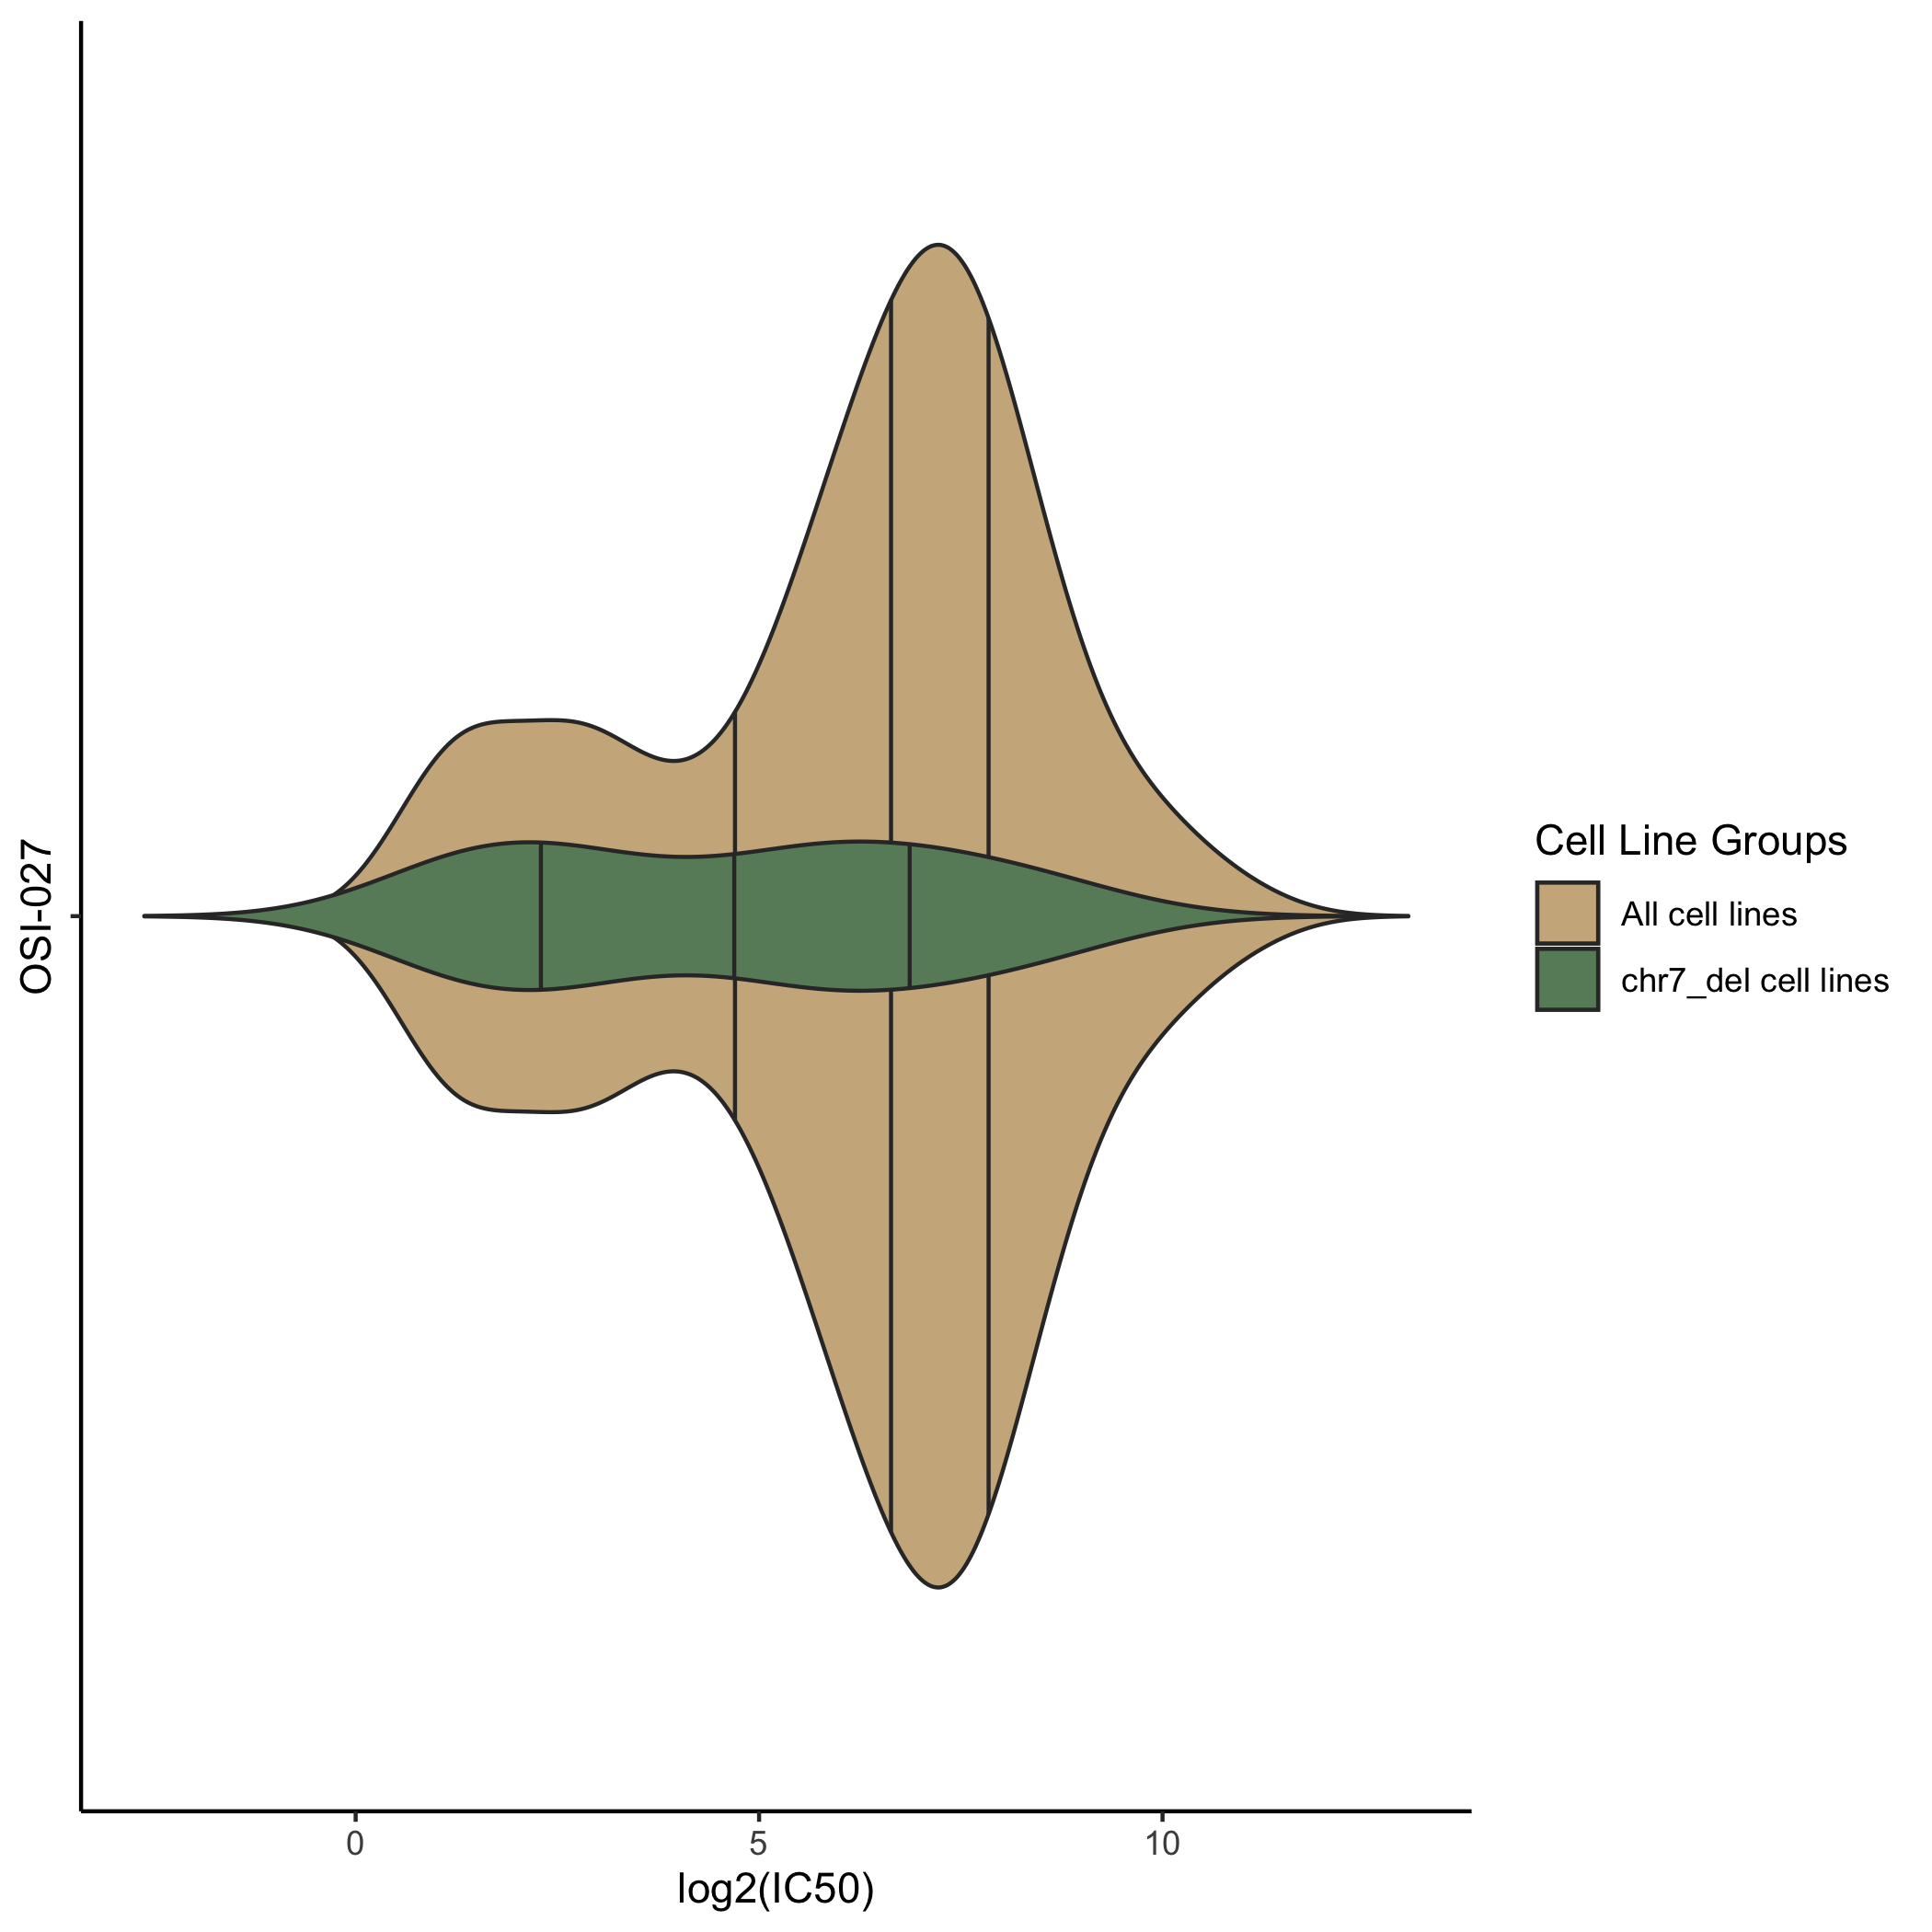 OSI-027
0 5 10
log2(IC50)
Cell Line Groups
All cell lines
chr7_del cell lines